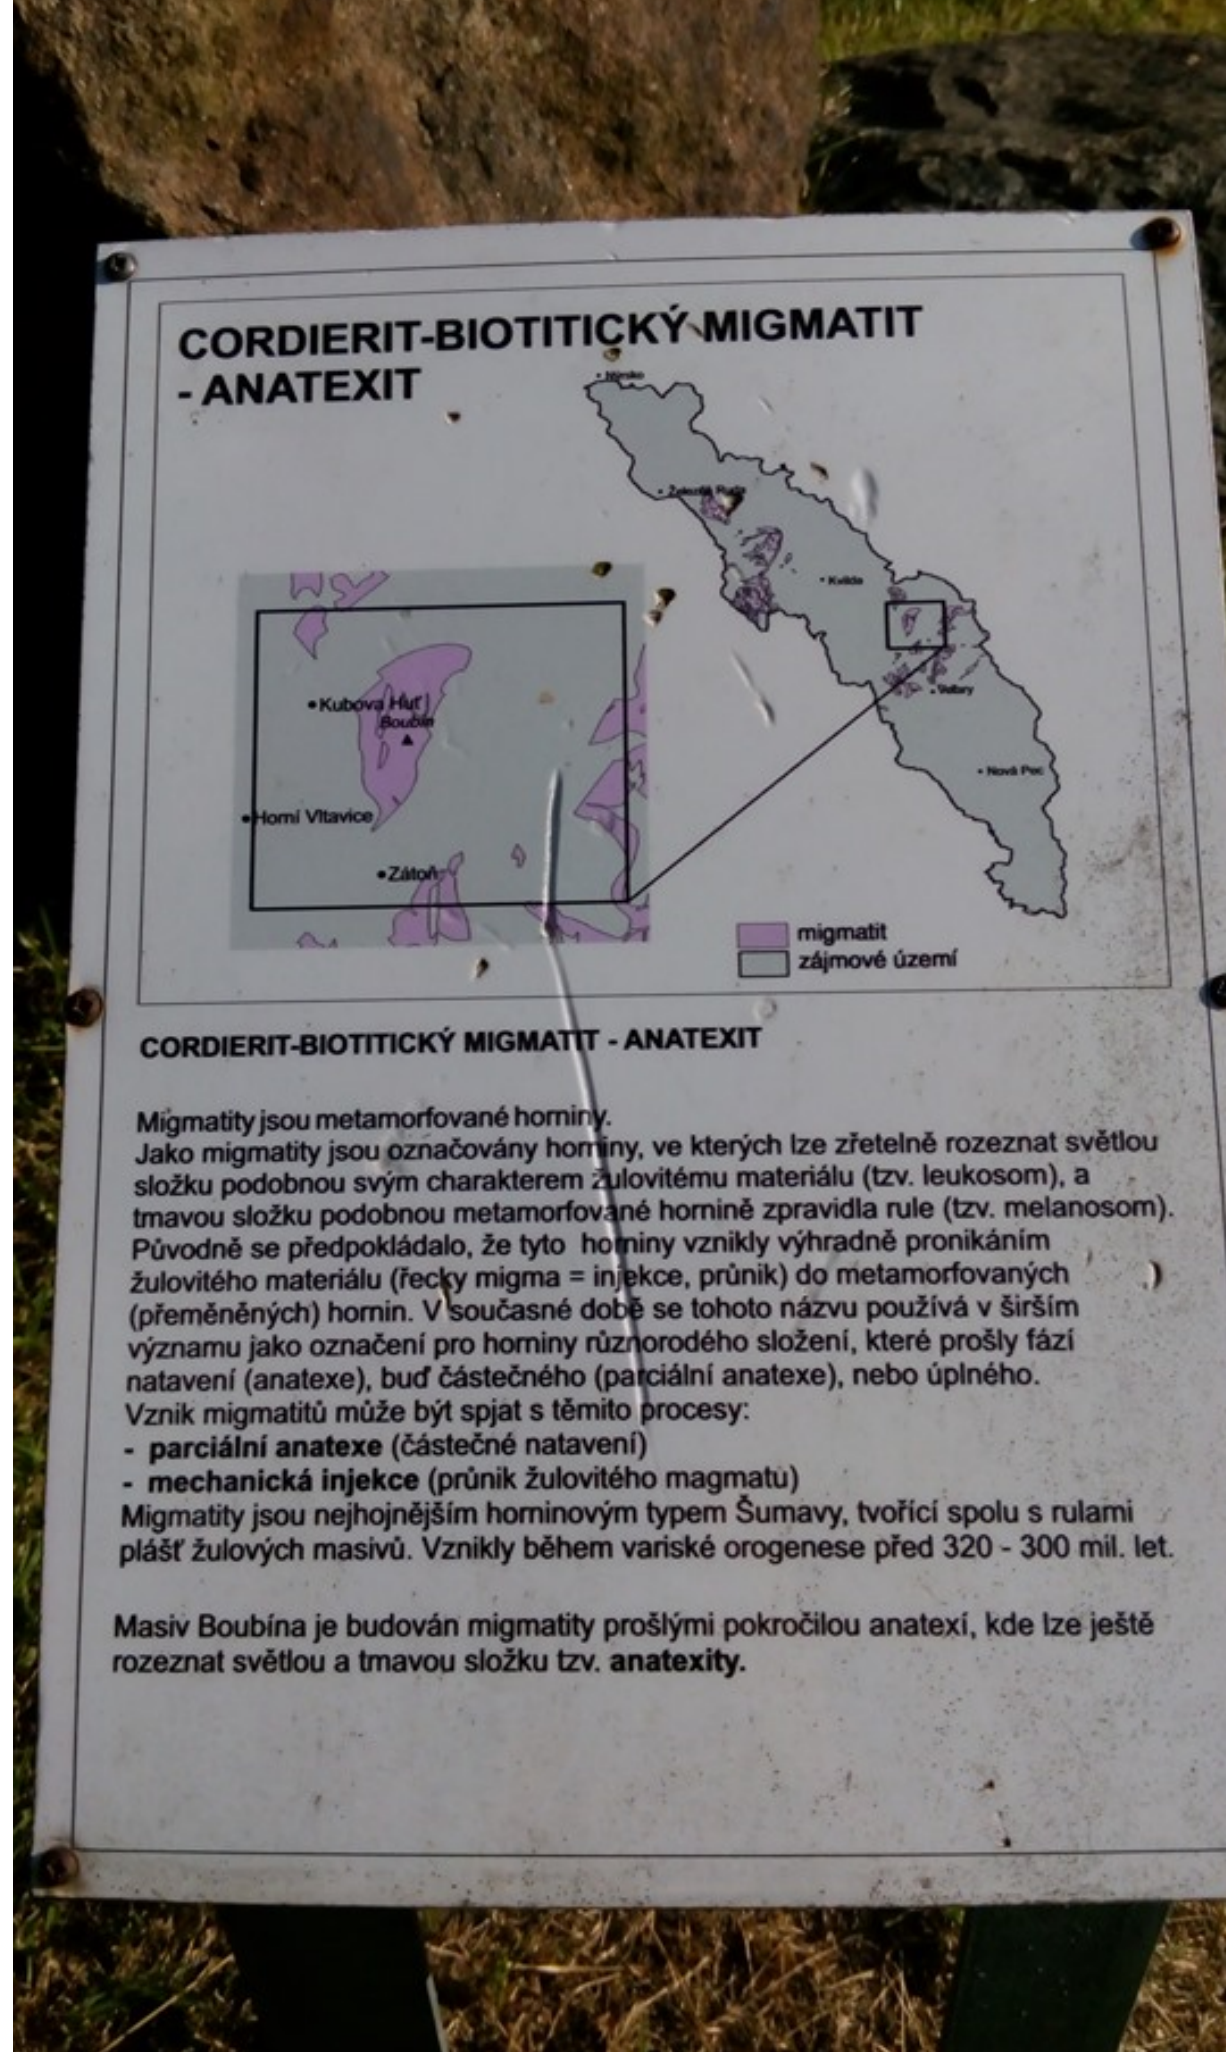 CORDIERIT-BIOTITICKÝ MIGMATIT
- ANATEXIT
Železná Ruda
Kvilda
Volary
Nová Pec
Kubova Huť
Boubín
Horní Vltavice
Zátoň
migmatit
zájmové území
CORDIERIT-BIOTITICKÝ MIGMATIT - ANATEXIT
Migmatity jsou metamorfované horniny.
Jako migmatity jsou označovány horniny, ve kterých lze zřetelně rozeznat světlou
složku podobnou svým charakterem žulovitému materiálu (tzv. leukosom), a
tmavou složku podobnou metamorfované hornině zpravidla rule (tzv. melanosom).
Původně se předpokládalo, že tyto horniny vznikly výhradně pronikáním
žulovitého materiálu (řecky migma = injekce, průnik) do metamorfovaných
(přeměněných) hornin. V současné době se tohoto názvu používá v širším
významu jako označení pro horniny různorodého složení, které prošly fází
natavení (anatexe), buď částečného (parciální anatexe), nebo úplného.
Vznik migmatitů může být spjat s těmito procesy:
- parciální anatexe (částečné natavení)
- mechanická injekce (průnik žulovitého magmatu)
Migmatity jsou nejhojnějším horninovým typem Šumavy, tvořící spolu s rulami
plášť žulových masivů. Vznikly během variské orogenese před 320 - 300 mil. let.
Masiv Boubína je budován migmatity prošlými pokročilou anatexí, kde lze ještě
rozeznat světlou a tmavou složku tzv. anatexity.